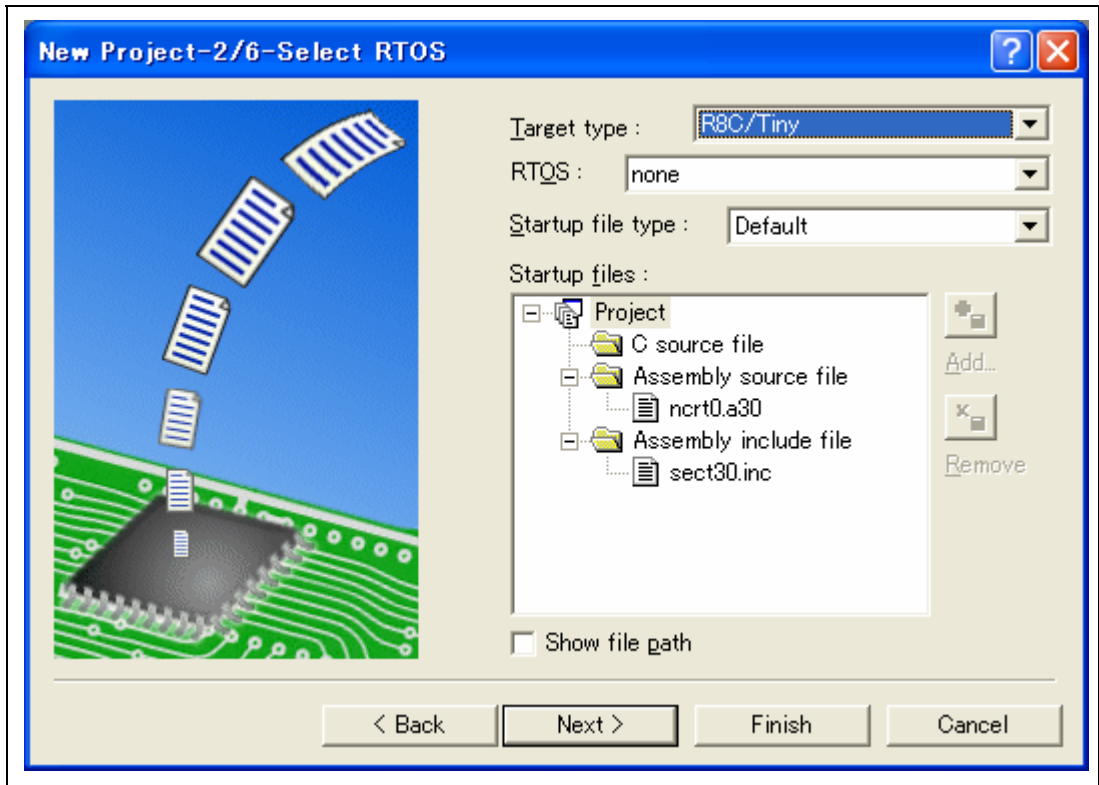 New Project-2/6-Select RTOS
Target type : R8C/Tiny
RTOS : none
Startup file type : Default
Startup files :
Project
C source file
Assembly source file
ncrt0.a30
Assembly include file
sect30.inc
Add...
Remove
Show file path
< Back Next > Finish Cancel